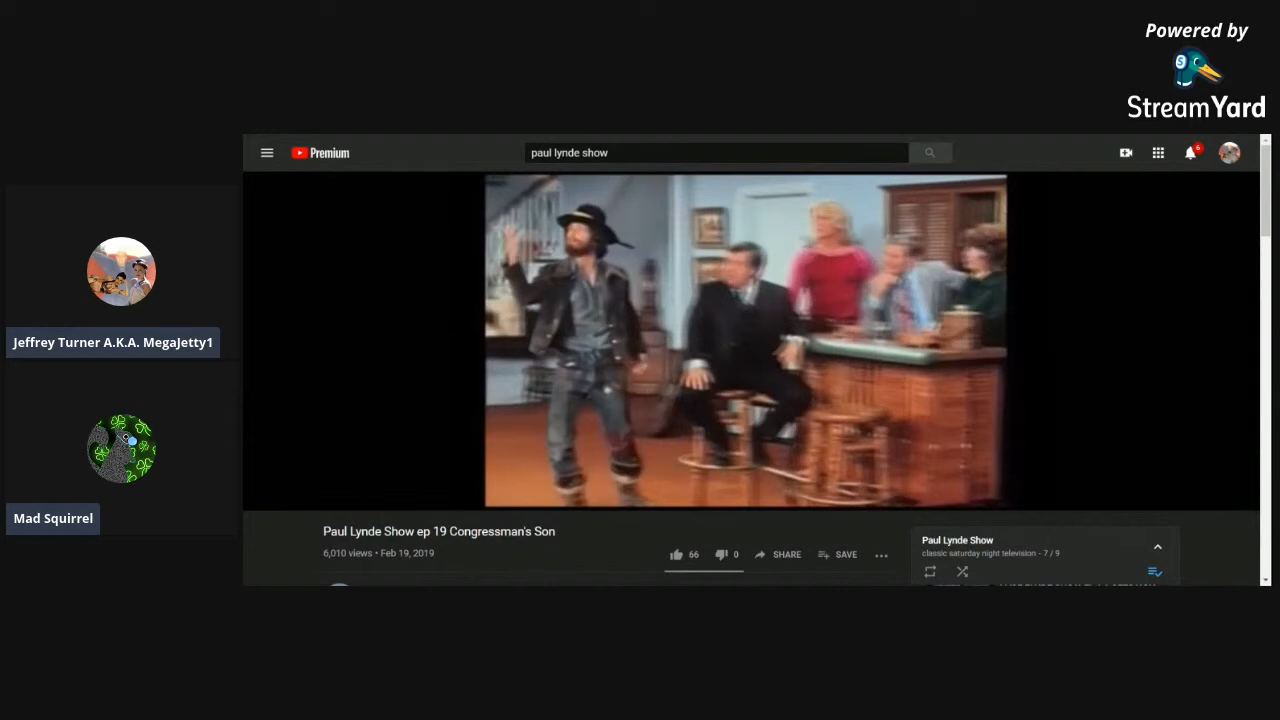 Powered by
StreamYard
Premium
paul lynde show
6
Jeffrey Turner A.K.A. MegaJetty1
Mad Squirrel
Paul Lynde Show ep 19 Congressman's Son
6,010 views • Feb 19, 2019
66
0
SHARE
SAVE
Paul Lynde Show
classic saturday night television - 7 / 9